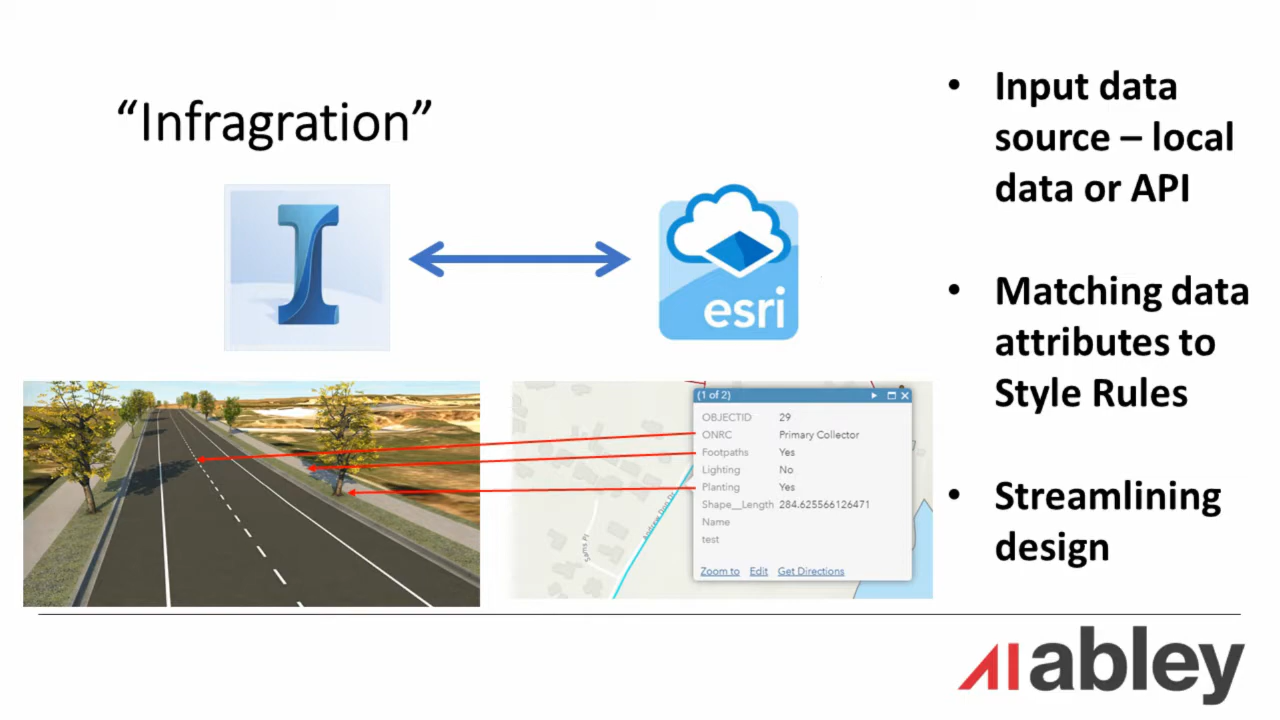 “Infragration”
esri
(1 of 2)
OBJECTID 29
ONRC Primary Collector
Footpaths Yes
Lighting No
Planting Yes
Shape__Length 284.625566126471
Name
test
Zoom to Edit Get Directions
Sams Pl
• Input data
source – local
data or API
• Matching data
attributes to
Style Rules
• Streamlining
design
abley